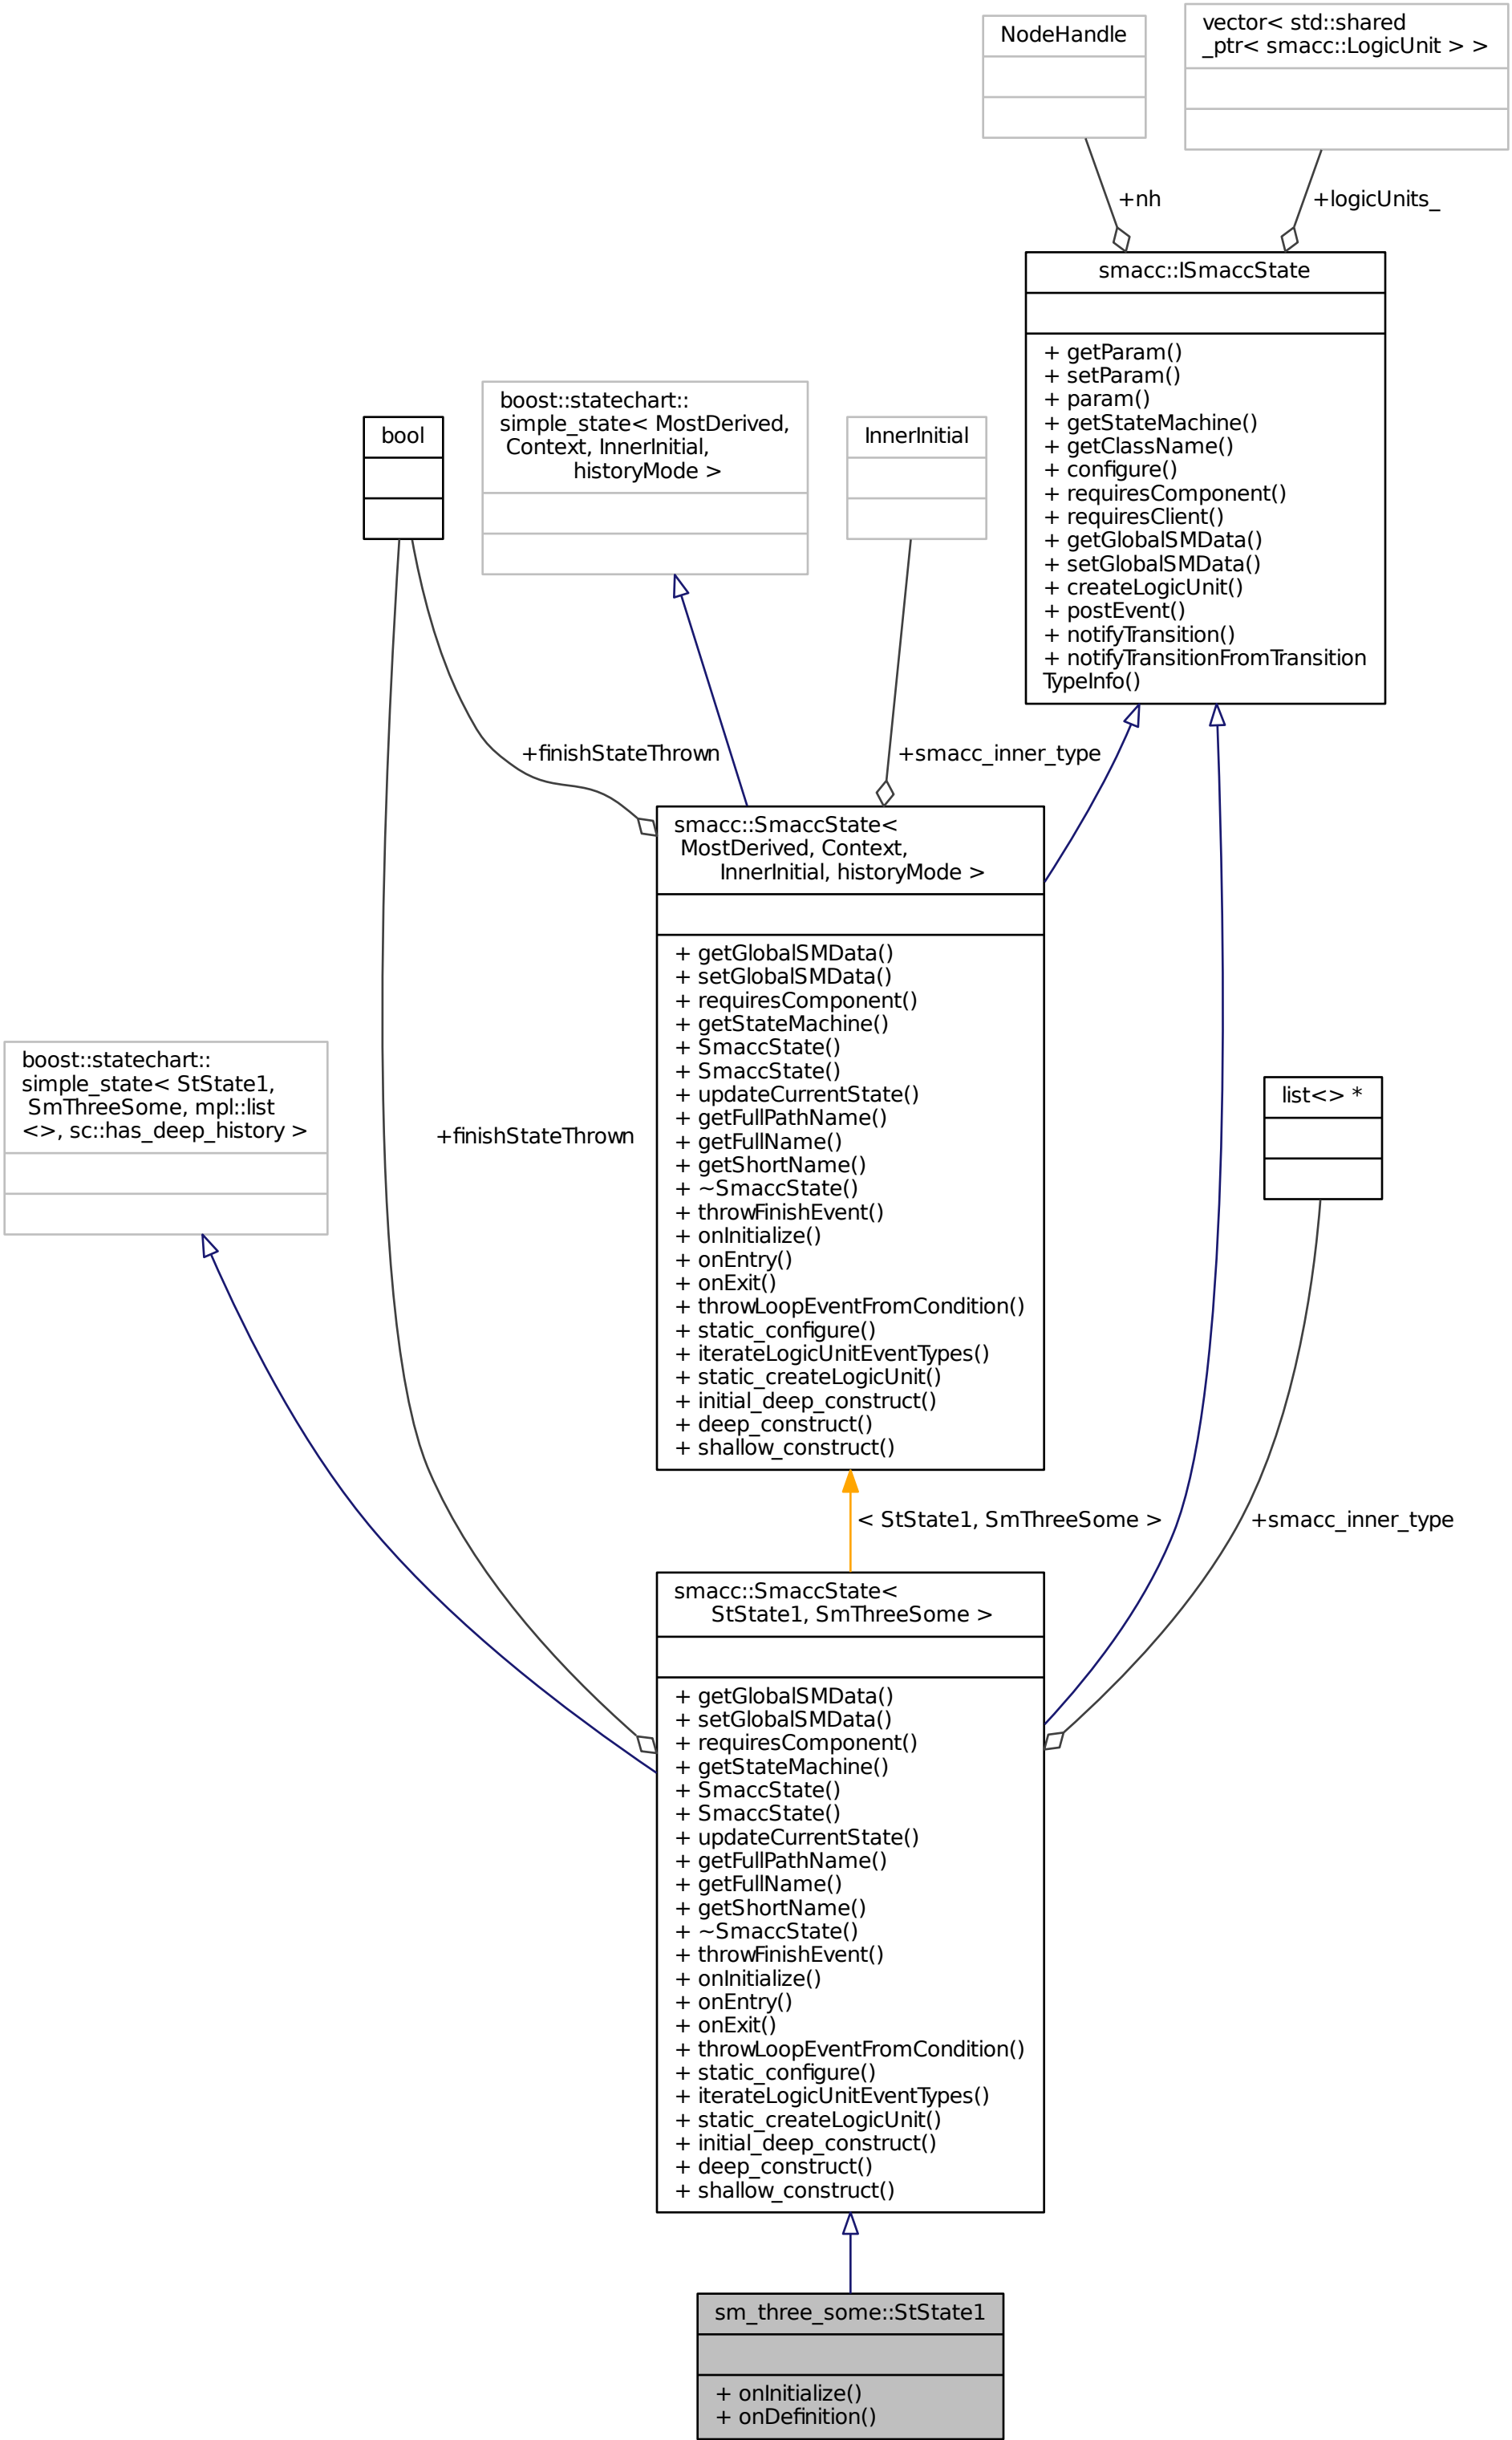 NodeHandle
vector< std::shared
_ptr< smacc::LogicUnit > >
+nh
+logicUnits_
smacc::ISmaccState
+ getParam()
+ setParam()
+ param()
+ getStateMachine()
+ getClassName()
+ configure()
+ requiresComponent()
+ requiresClient()
+ getGlobalSMData()
+ setGlobalSMData()
+ createLogicUnit()
+ postEvent()
+ notifyTransition()
+ notifyTransitionFromTransition
TypeInfo()
bool
boost::statechart::
simple_state< MostDerived,
Context, InnerInitial,
historyMode >
InnerInitial
+finishStateThrown
+smacc_inner_type
smacc::SmaccState<
MostDerived, Context,
InnerInitial, historyMode >
+ getGlobalSMData()
+ setGlobalSMData()
+ requiresComponent()
+ getStateMachine()
+ SmaccState()
+ SmaccState()
+ updateCurrentState()
+ getFullPathName()
+ getFullName()
+ getShortName()
+ ~SmaccState()
+ throwFinishEvent()
+ onInitialize()
+ onEntry()
+ onExit()
+ throwLoopEventFromCondition()
+ static_configure()
+ iterateLogicUnitEventTypes()
+ static_createLogicUnit()
+ initial_deep_construct()
+ deep_construct()
+ shallow_construct()
boost::statechart::
simple_state< StState1,
SmThreeSome, mpl::list
<>, sc::has_deep_history >
+finishStateThrown
list<> *
< StState1, SmThreeSome >
+smacc_inner_type
smacc::SmaccState<
StState1, SmThreeSome >
+ getGlobalSMData()
+ setGlobalSMData()
+ requiresComponent()
+ getStateMachine()
+ SmaccState()
+ SmaccState()
+ updateCurrentState()
+ getFullPathName()
+ getFullName()
+ getShortName()
+ ~SmaccState()
+ throwFinishEvent()
+ onInitialize()
+ onEntry()
+ onExit()
+ throwLoopEventFromCondition()
+ static_configure()
+ iterateLogicUnitEventTypes()
+ static_createLogicUnit()
+ initial_deep_construct()
+ deep_construct()
+ shallow_construct()
sm_three_some::StState1
+ onInitialize()
+ onDefinition()